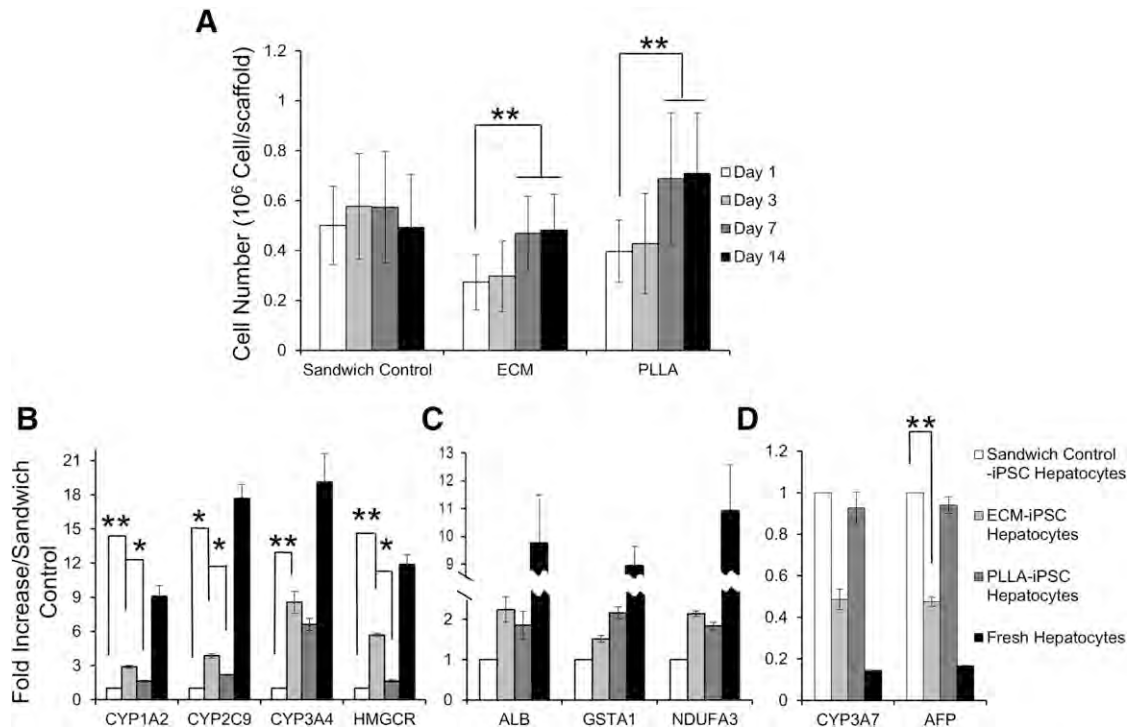 A
Cell Number (10⁶ Cell/scaffold)
1.2
1
0.8
0.6
0.4
0.2
0
**
**
Day 1
Day 3
Day 7
Day 14
Sandwich Control ECM PLLA
B
Fold Increase/Sandwich
Control
21
18
15
12
9
6
3
0
**
*
*
*
**
**
*
CYP1A2 CYP2C9 CYP3A4 HMGCR
C
13
12
11
10
9
2
1
0
ALB GSTA1 NDUFA3
D
1.2
1
0.8
0.6
0.4
0.2
0
**
CYP3A7 AFP
Sandwich Control
-iPSC Hepatocytes
ECM-iPSC
Hepatocytes
PLLA-iPSC
Hepatocytes
Fresh Hepatocytes